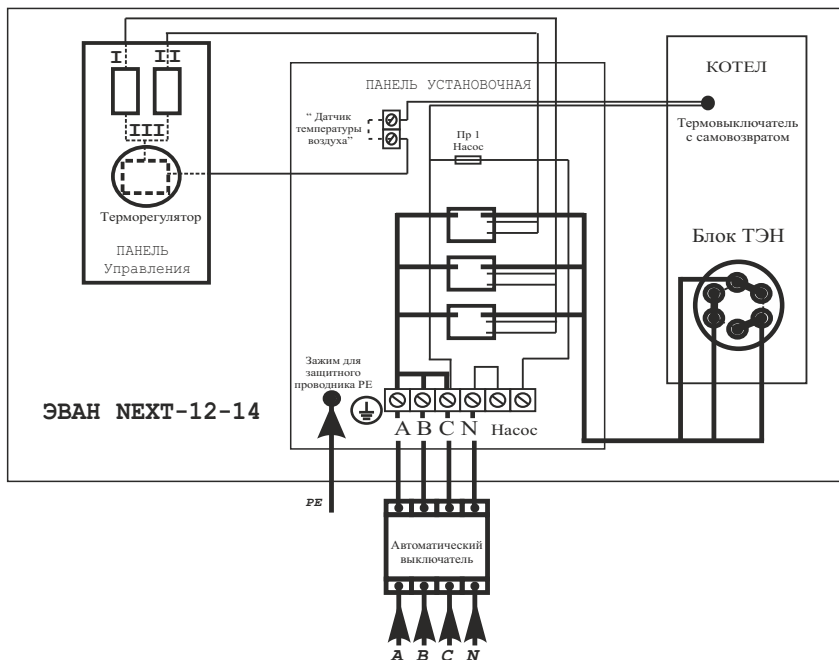 I
II
III
Терморегулятор
ПАНЕЛЬ
Управления
ПАНЕЛЬ УСТАНОВОЧНАЯ
“ Датчик
температуры
воздуха”
Пр 1
Насос
КОТЕЛ
Термовыключатель
с самовозвратом
Блок ТЭН
Зажим для
защитного
проводника PE
ЭВАН NEXT-12-14
A B C N Насос
PE
Автоматический
выключатель
A B C N